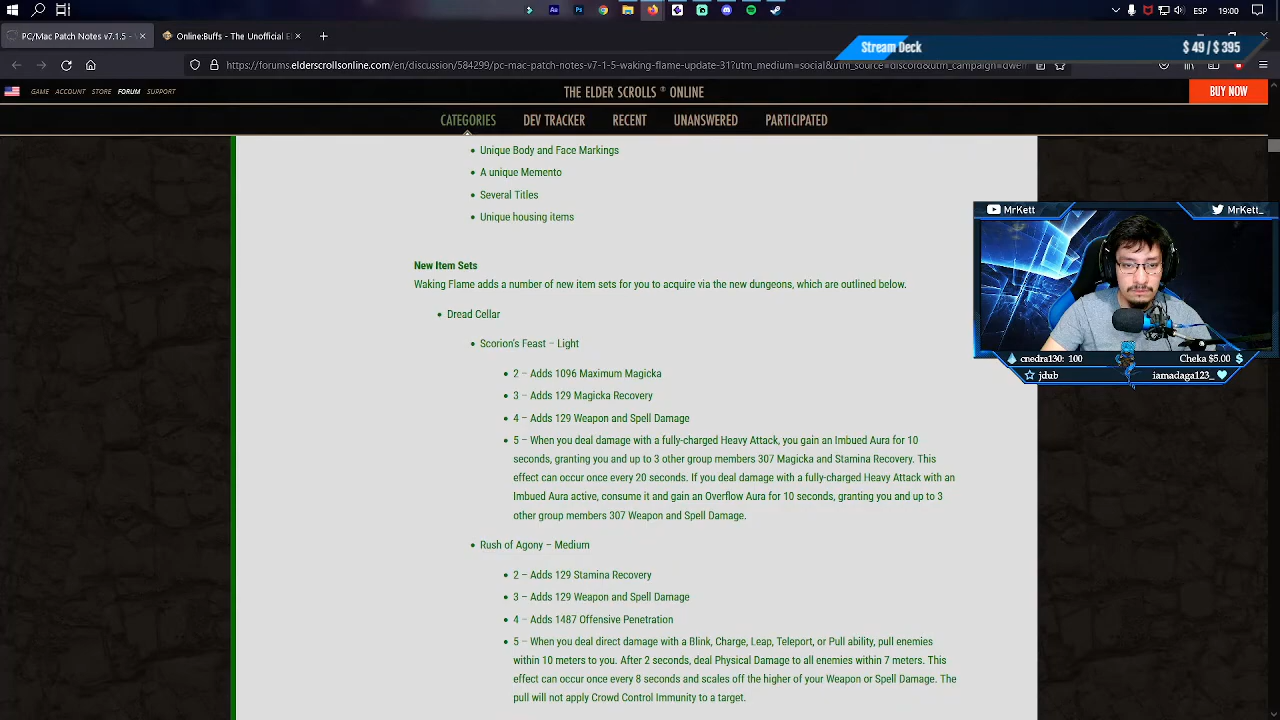 ESP 19:00
PC/Mac Patch Notes v7.1.5 -
Online:Buffs - The Unofficial El
Stream Deck $ 49 / $ 395
https://forums.elderscrollsonline.com/en/discussion/584299/pc-mac-patch-notes-v7-1-5-waking-flame-update-31?utm_medium=social&utm_source=discord&utm_campaign=dwem
GAME ACCOUNT STORE FORUM SUPPORT
THE ELDER SCROLLS ® ONLINE
BUY NOW
CATEGORIES DEV TRACKER RECENT UNANSWERED PARTICIPATED
• Unique Body and Face Markings
• A unique Memento
• Several Titles
• Unique housing items
New Item Sets
Waking Flame adds a number of new item sets for you to acquire via the new dungeons, which are outlined below.
• Dread Cellar
• Scorion's Feast – Light
• 2 – Adds 1096 Maximum Magicka
• 3 – Adds 129 Magicka Recovery
• 4 – Adds 129 Weapon and Spell Damage
• 5 – When you deal damage with a fully-charged Heavy Attack, you gain an Imbued Aura for 10
seconds, granting you and up to 3 other group members 307 Magicka and Stamina Recovery. This
effect can occur once every 20 seconds. If you deal damage with a fully-charged Heavy Attack with an
Imbued Aura active, consume it and gain an Overflow Aura for 10 seconds, granting you and up to 3
other group members 307 Weapon and Spell Damage.
• Rush of Agony – Medium
• 2 – Adds 129 Stamina Recovery
• 3 – Adds 129 Weapon and Spell Damage
• 4 – Adds 1487 Offensive Penetration
• 5 – When you deal direct damage with a Blink, Charge, Leap, Teleport, or Pull ability, pull enemies
within 10 meters to you. After 2 seconds, deal Physical Damage to all enemies within 7 meters. This
effect can occur once every 8 seconds and scales off the higher of your Weapon or Spell Damage. The
pull will not apply Crowd Control Immunity to a target.
MrKett MrKett_
cnedra130: 100 Cheka $5.00 $
jdub iamadaga123_